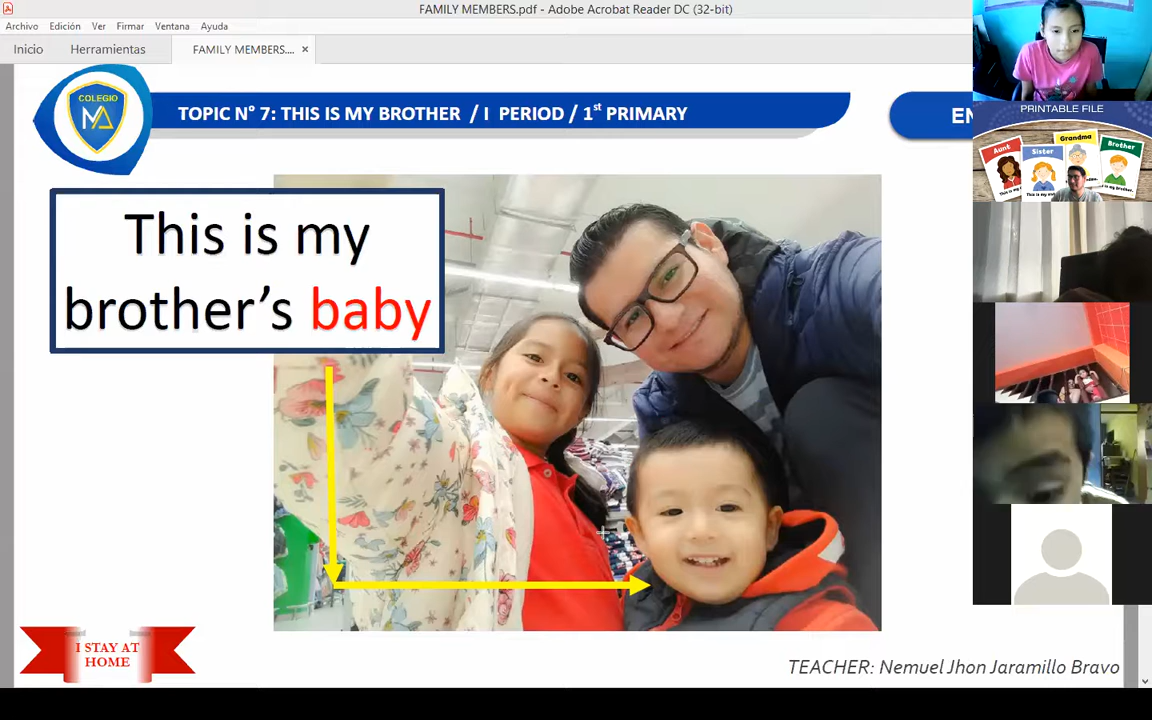 FAMILY MEMBERS.pdf - Adobe Acrobat Reader DC (32-bit)
Archivo Edición Ver Firmar Ventana Ayuda
Inicio Herramientas FAMILY MEMBERS.... ×
COLEGIO
MA
TOPIC N° 7: THIS IS MY BROTHER / I PERIOD / 1st PRIMARY
EN
This is my
brother's baby
I STAY AT
HOME
TEACHER: Nemuel Jhon Jaramillo Bravo
PRINTABLE FILE
Aunt
Sister
Grandma
Brother